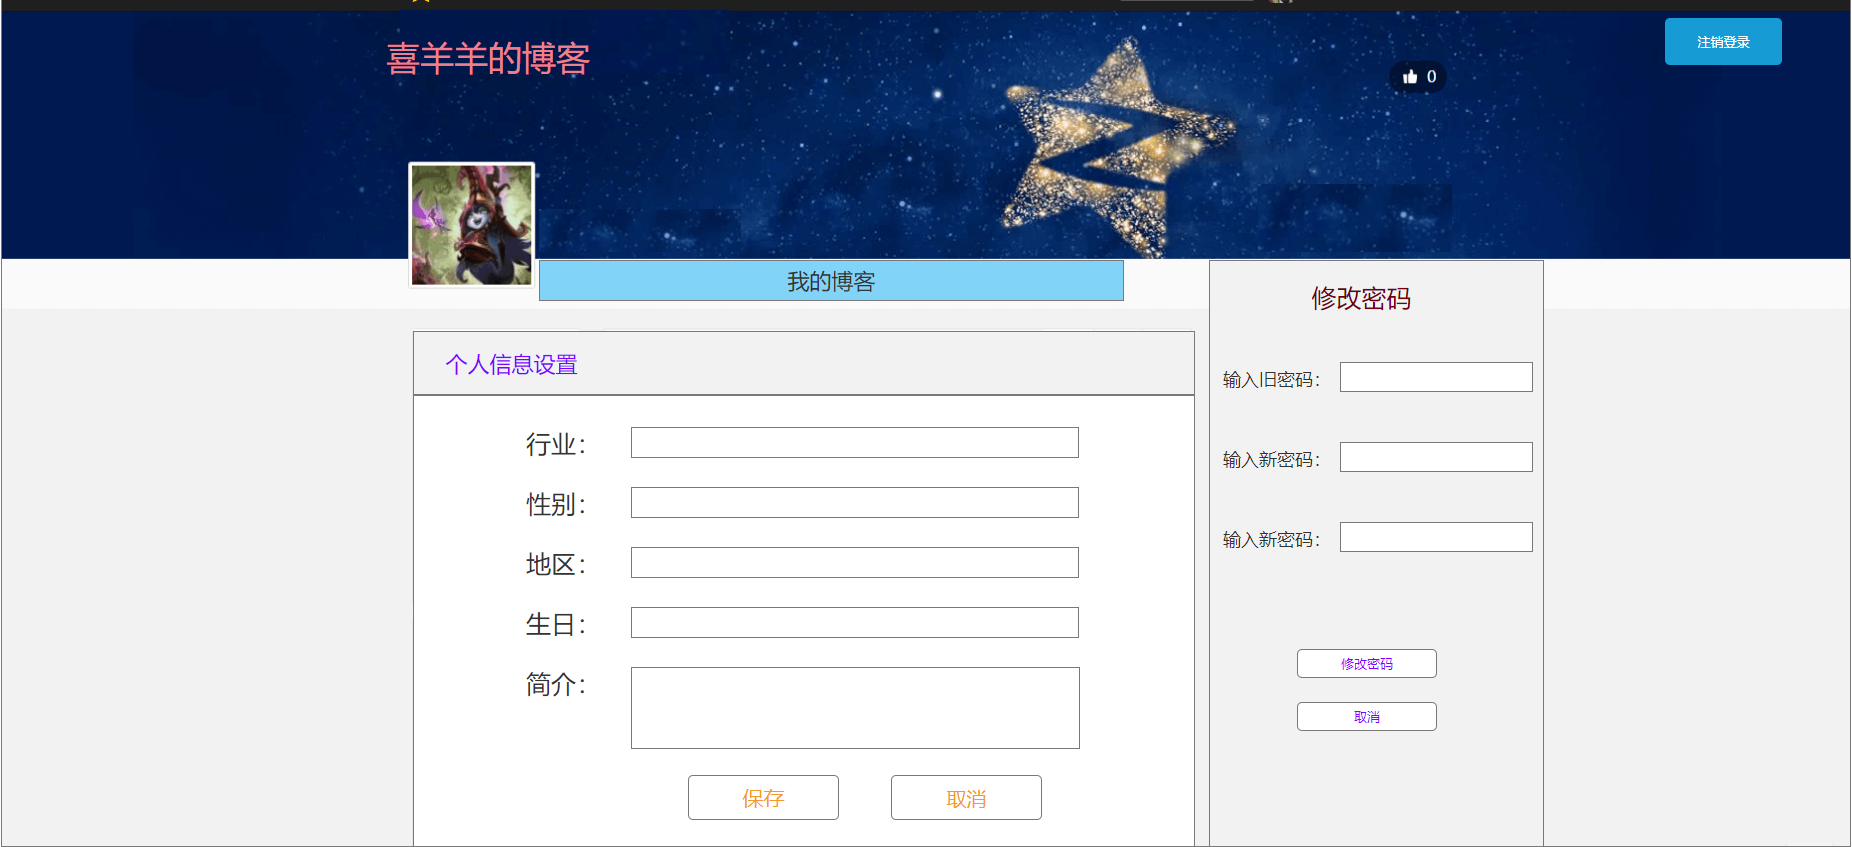 喜羊羊的博客
0
注销登录
我的博客
个人信息设置
行业：
性别：
地区：
生日：
简介：
保存
取消
修改密码
输入旧密码：
输入新密码：
输入新密码：
修改密码
取消